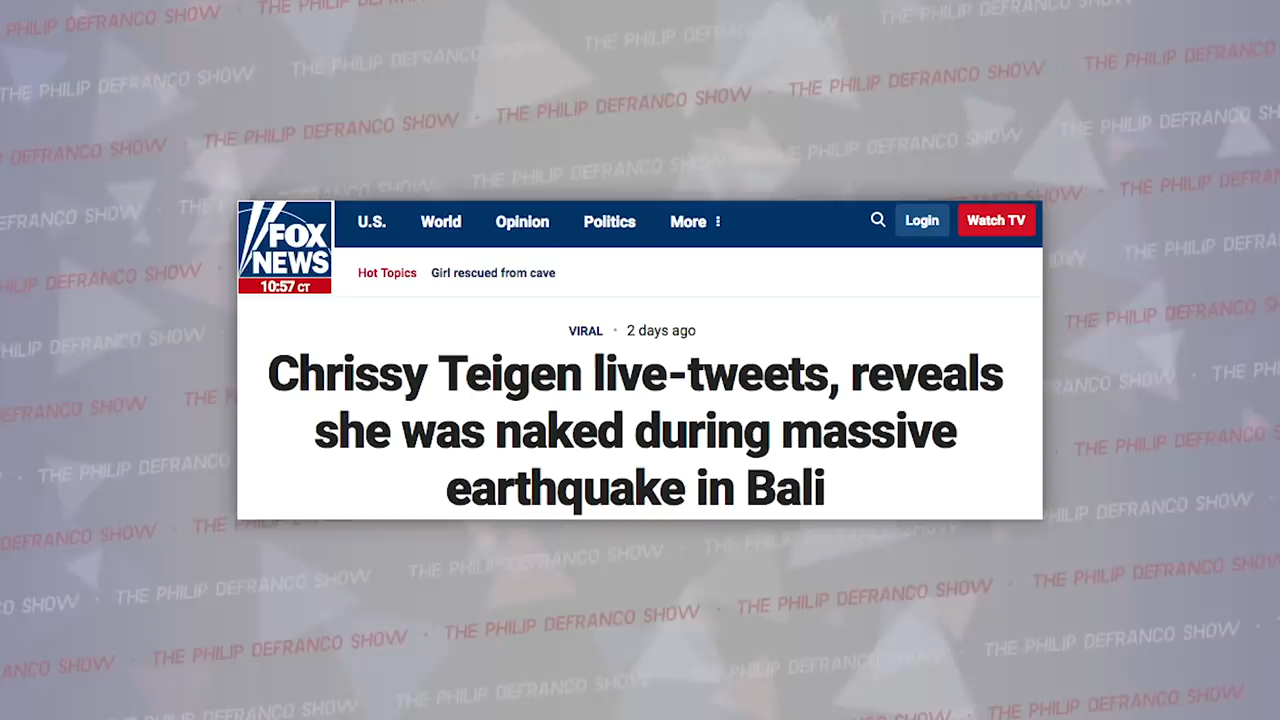 THE PHILIP DEFRANCO SHOW
FOX
NEWS
10:57 CT
U.S. World Opinion Politics More
Login
Watch TV
Hot Topics Girl rescued from cave
VIRAL · 2 days ago
Chrissy Teigen live-tweets, reveals
she was naked during massive
earthquake in Bali